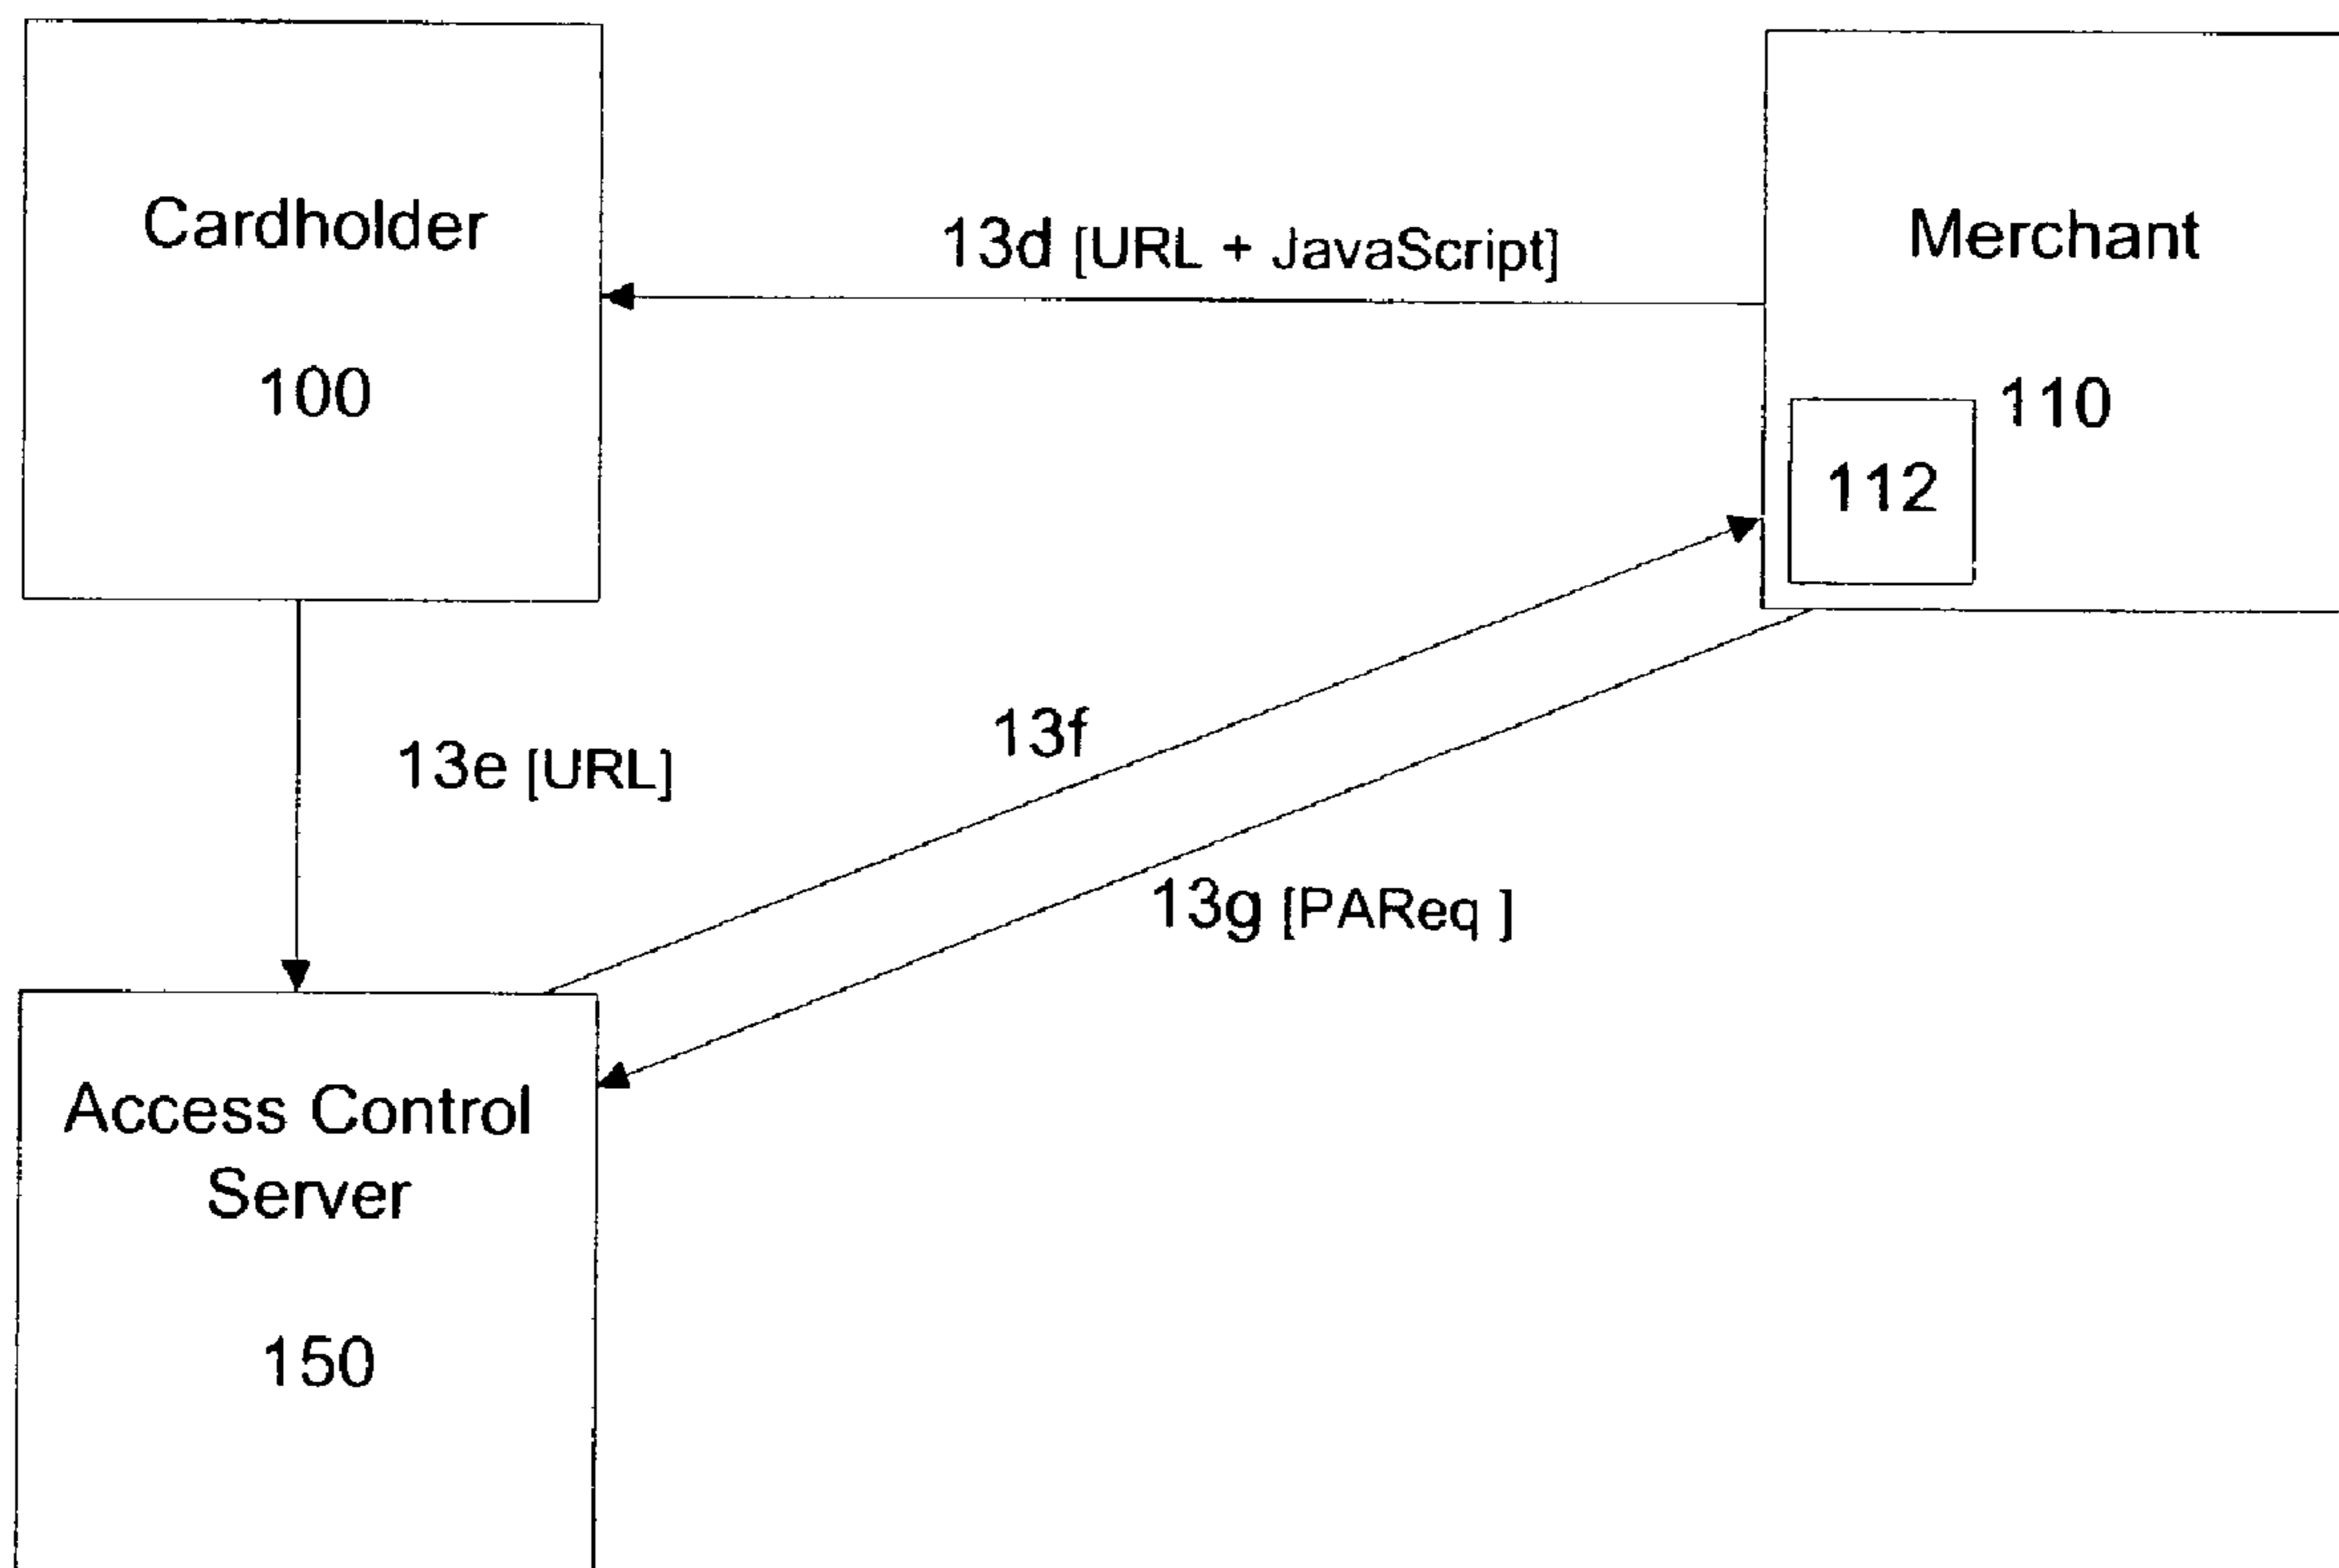 Cardholder
100
13d [URL + JavaScript]
Merchant
110
112
13e [URL]
13f
13g [PAReq ]
Access Control
Server
150